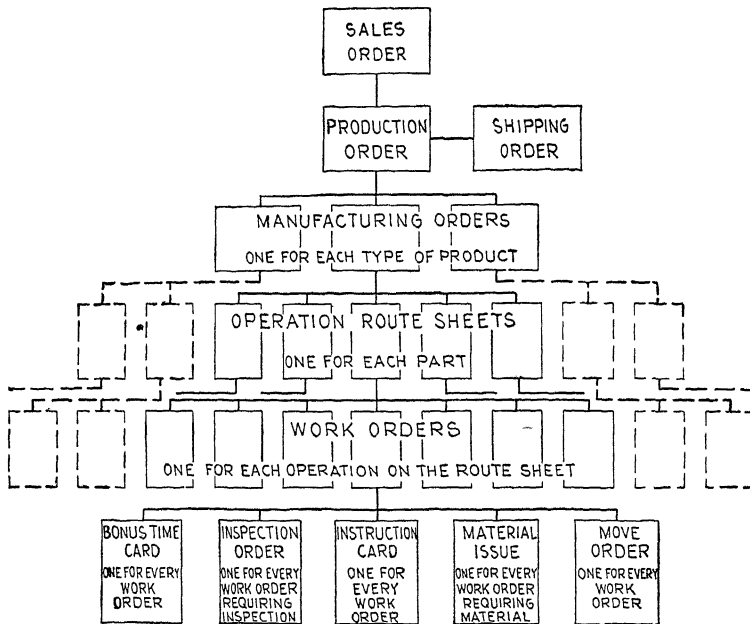 SALES
ORDER
PRODUCTION
ORDER
SHIPPING
ORDER
MANUFACTURING ORDERS
ONE FOR EACH TYPE OF PRODUCT
OPERATION ROUTE SHEETS
ONE FOR EACH PART
WORK ORDERS
ONE FOR EACH OPERATION ON THE ROUTE SHEET
BONUS TIME
CARD
ONE FOR EVERY
WORK
ORDER
INSPECTION
ORDER
ONE FOR EVERY
WORK ORDER
REQUIRING
INSPECTION
INSTRUCTION
CARD
ONE FOR
EVERY
WORK
ORDER
MATERIAL
ISSUE
ONE FOR EVERY
WORK ORDER
REQUIRING
MATERIAL
MOVE
ORDER
ONE FOR EVERY
WORK
ORDER